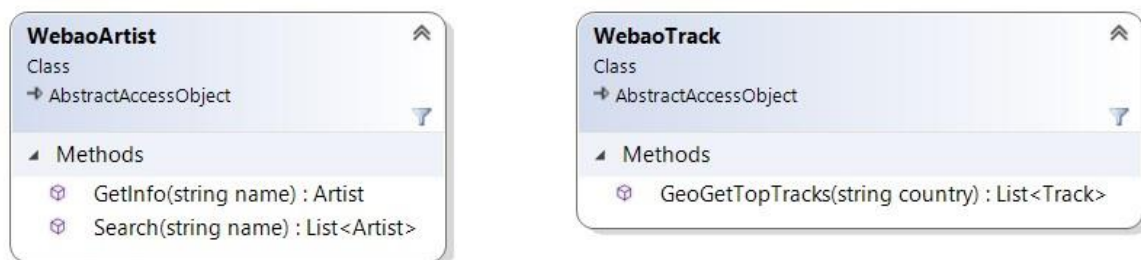 WebaoArtist
Class
AbstractAccessObject
Methods
GetInfo(string name) : Artist
Search(string name) : List<Artist>
WebaoTrack
Class
AbstractAccessObject
Methods
GeoGetTopTracks(string country) : List<Track>